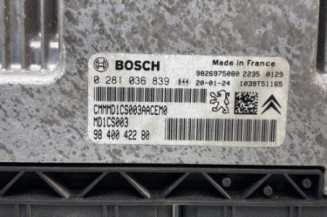 BOSCH
Made in France
0 281 036 839
9826975080 2235 0129
20-01-24 1039T51165
CMMMD1CS003AACEM0
MD1CS003
98 400 422 80